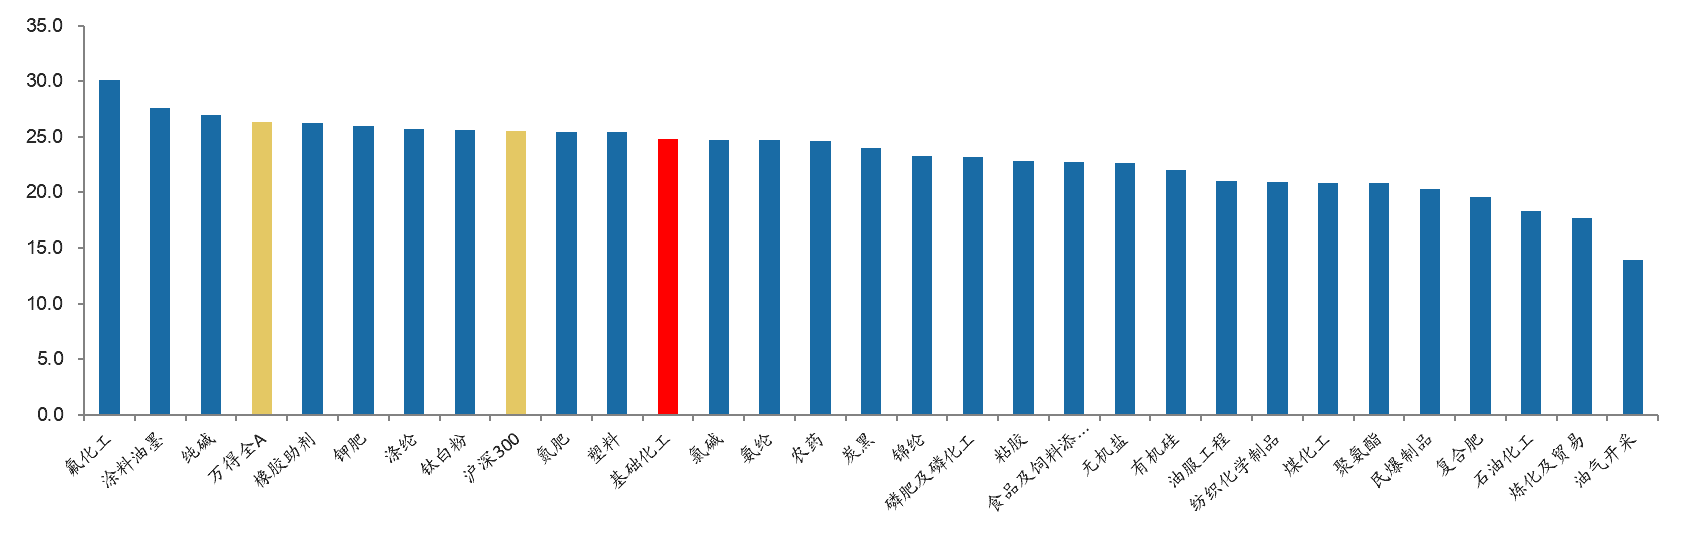 35.0
30.0
25.0
20.0
15.0
10.0
5.0
0.0
氟化工
涂料油墨
纯碱
万得全A
橡胶助剂
钾肥
涤纶
钛白粉
沪深300
氮肥
塑料
基础化工
氯碱
氨纶
农药
炭黑
锦纶
磷肥及磷化工
粘胶
食品及饲料添…
无机盐
有机硅
油服工程
纺织化学制品
煤化工
聚氨酯
民爆制品
复合肥
石油化工
炼化及贸易
油气开采